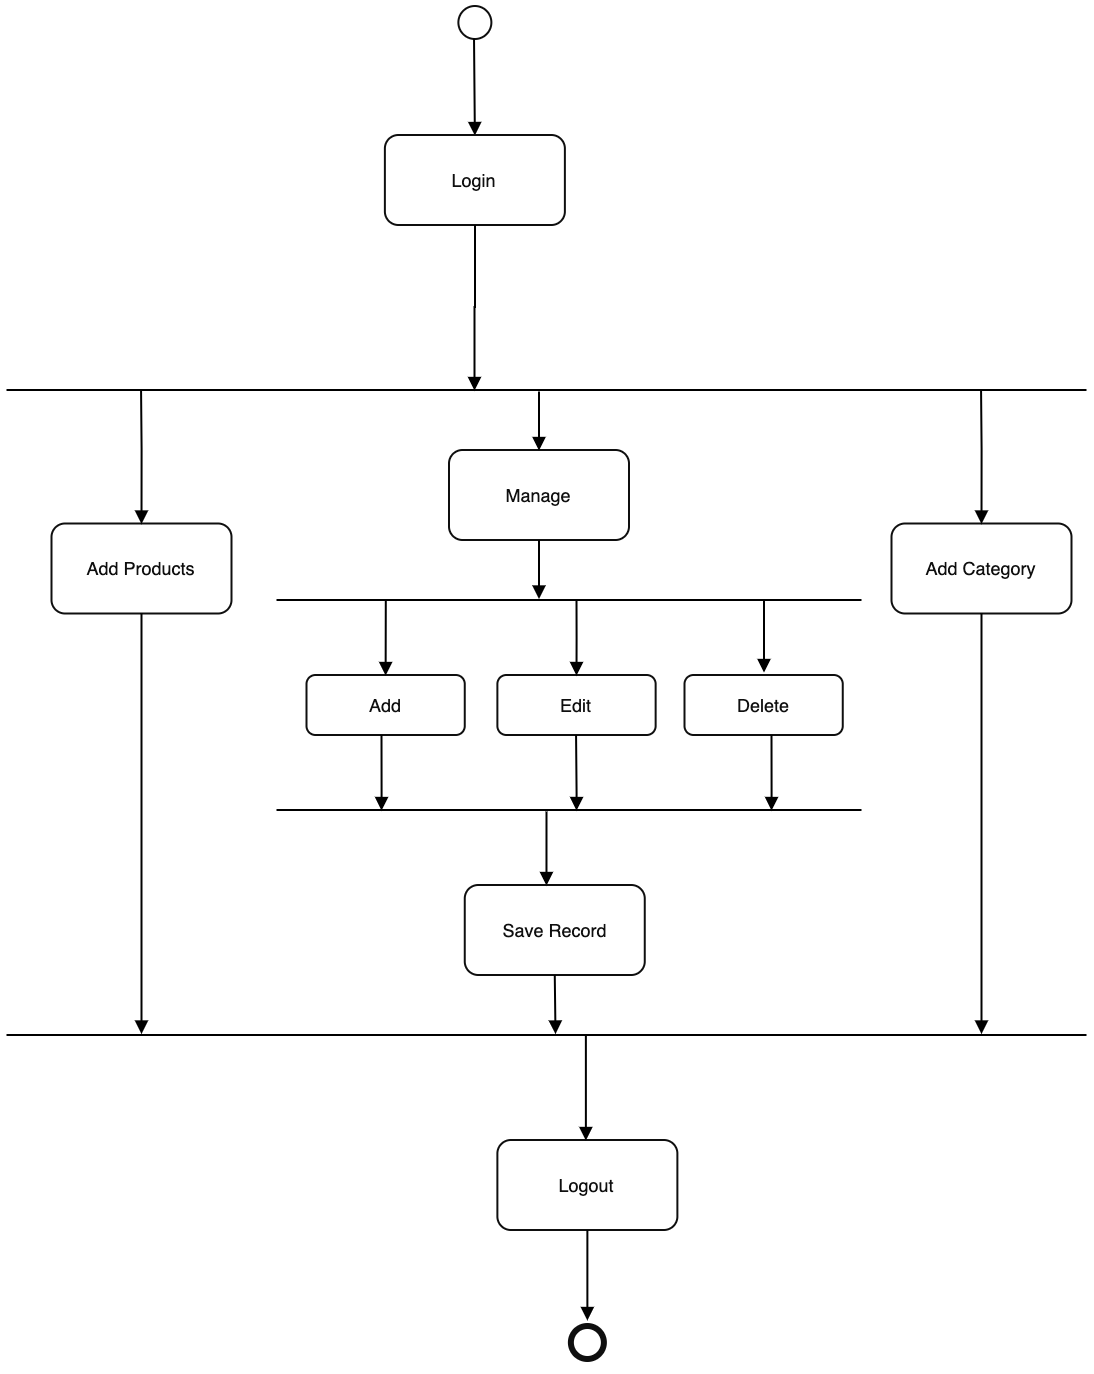 Login
Manage
Add Products
Add Category
Add
Edit
Delete
Save Record
Logout